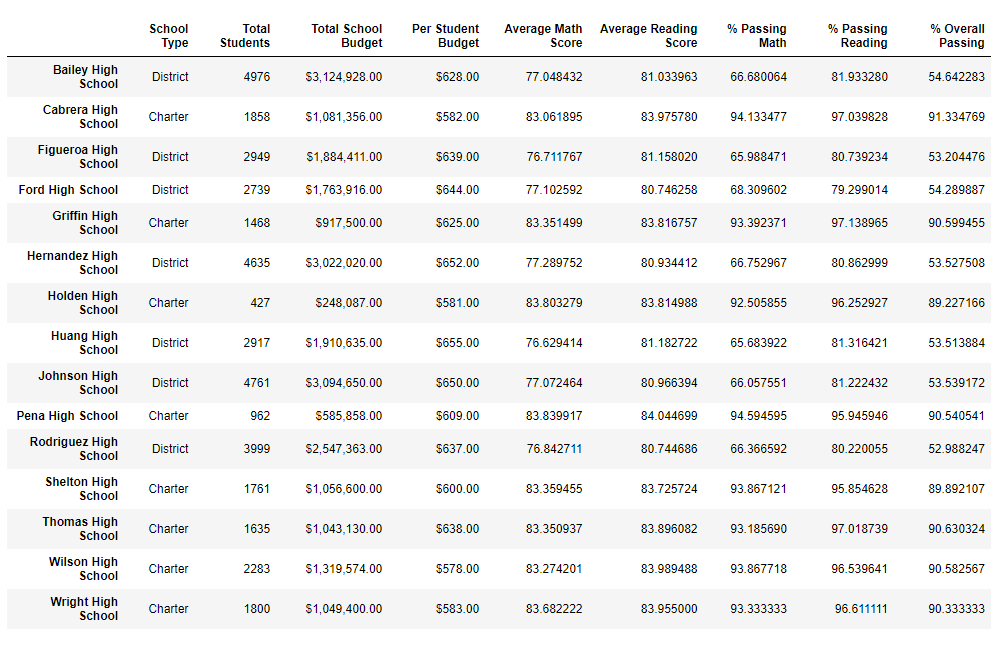 School Type Total Students Total School Budget Per Student Budget Average Math Score Average Reading Score % Passing Math % Passing Reading % Overall Passing
Bailey High School District 4976 $3,124,928.00 $628.00 77.048432 81.033963 66.680064 81.933280 54.642283
Cabrera High School Charter 1858 $1,081,356.00 $582.00 83.061895 83.975780 94.133477 97.039828 91.334769
Figueroa High School District 2949 $1,884,411.00 $639.00 76.711767 81.158020 65.988471 80.739234 53.204476
Ford High School District 2739 $1,763,916.00 $644.00 77.102592 80.746258 68.309602 79.299014 54.289887
Griffin High School Charter 1468 $917,500.00 $625.00 83.351499 83.816757 93.392371 97.138965 90.599455
Hernandez High School District 4635 $3,022,020.00 $652.00 77.289752 80.934412 66.752967 80.862999 53.527508
Holden High School Charter 427 $248,087.00 $581.00 83.803279 83.814988 92.505855 96.252927 89.227166
Huang High School District 2917 $1,910,635.00 $655.00 76.629414 81.182722 65.683922 81.316421 53.513884
Johnson High School District 4761 $3,094,650.00 $650.00 77.072464 80.966394 66.057551 81.222432 53.539172
Pena High School Charter 962 $585,858.00 $609.00 83.839917 84.044699 94.594595 95.945946 90.540541
Rodriguez High School District 3999 $2,547,363.00 $637.00 76.842711 80.744686 66.366592 80.220055 52.988247
Shelton High School Charter 1761 $1,056,600.00 $600.00 83.359455 83.725724 93.867121 95.854628 89.892107
Thomas High School Charter 1635 $1,043,130.00 $638.00 83.350937 83.896082 93.185690 97.018739 90.630324
Wilson High School Charter 2283 $1,319,574.00 $578.00 83.274201 83.989488 93.867718 96.539641 90.582567
Wright High School Charter 1800 $1,049,400.00 $583.00 83.682222 83.955000 93.333333 96.611111 90.333333